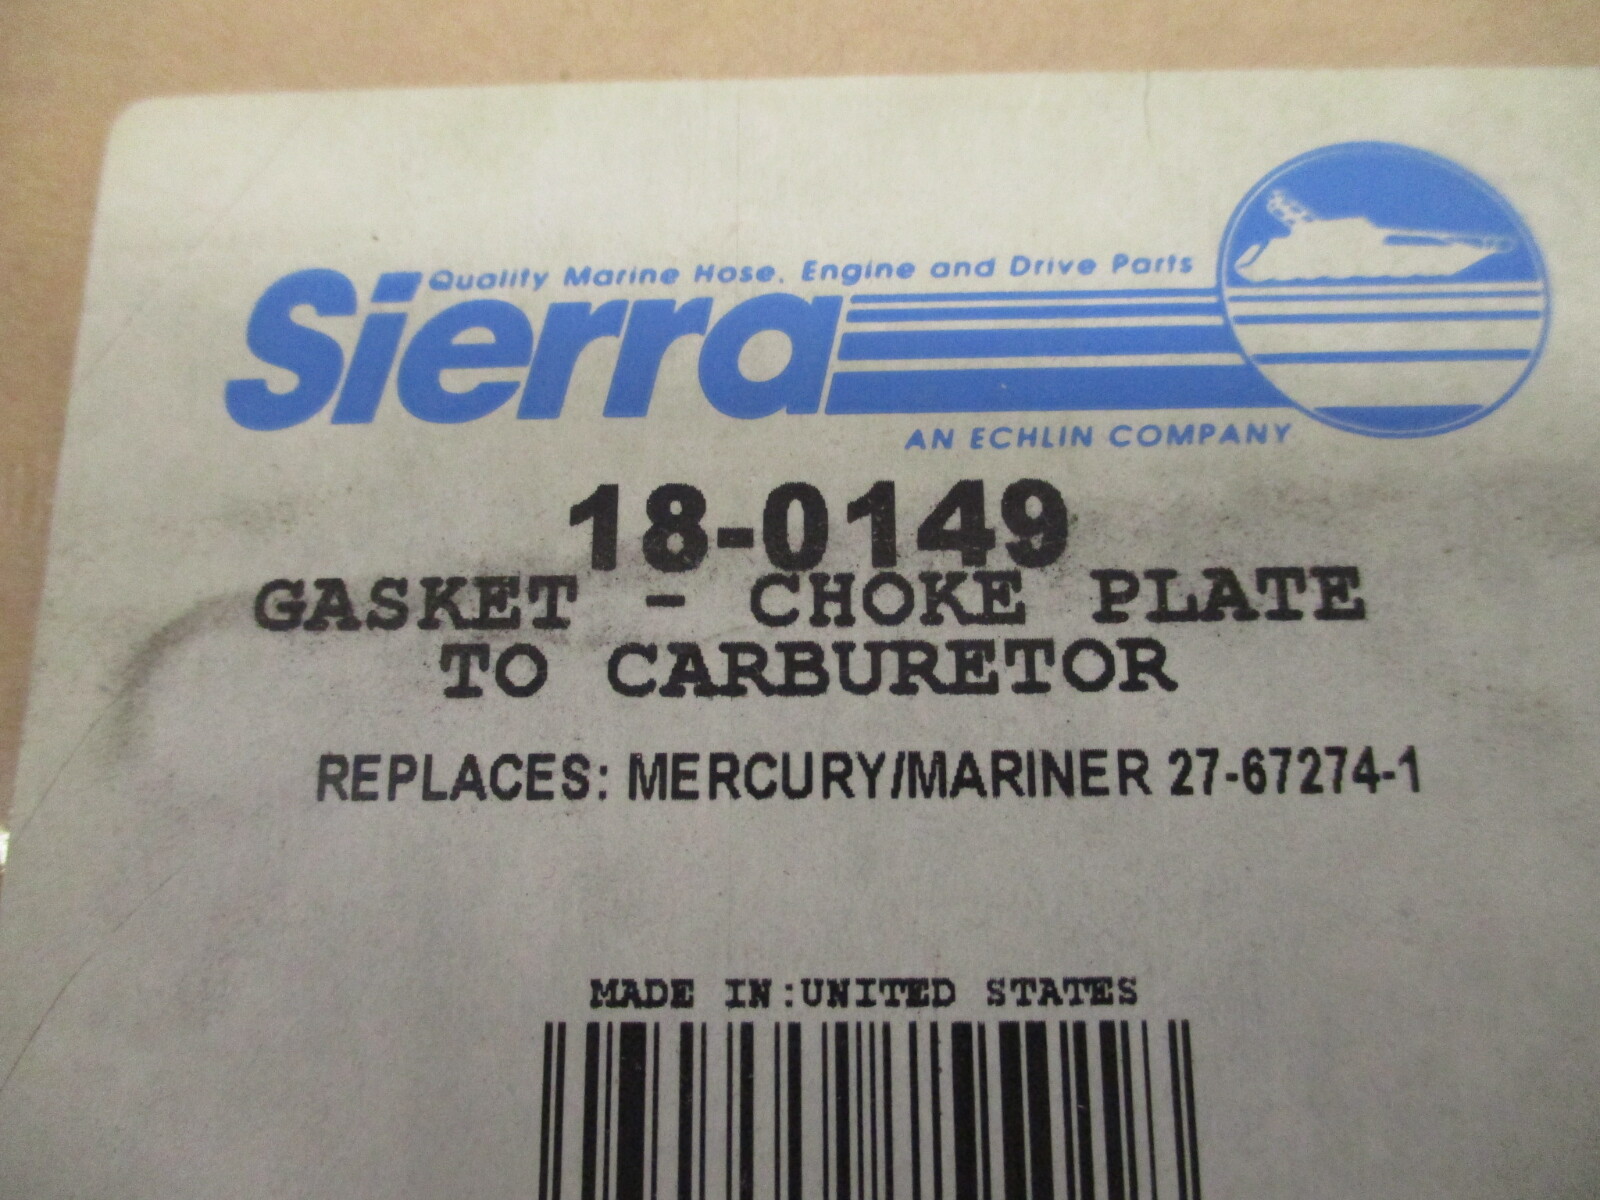 Quality Marine Hose, Engine and Drive Parts
Sierra
AN ECHLIN COMPANY
18-0149
GASKET - CHOKE PLATE
TO CARBURETOR
REPLACES: MERCURY/MARINER 27-67274-1
MADE IN:UNITED STATES